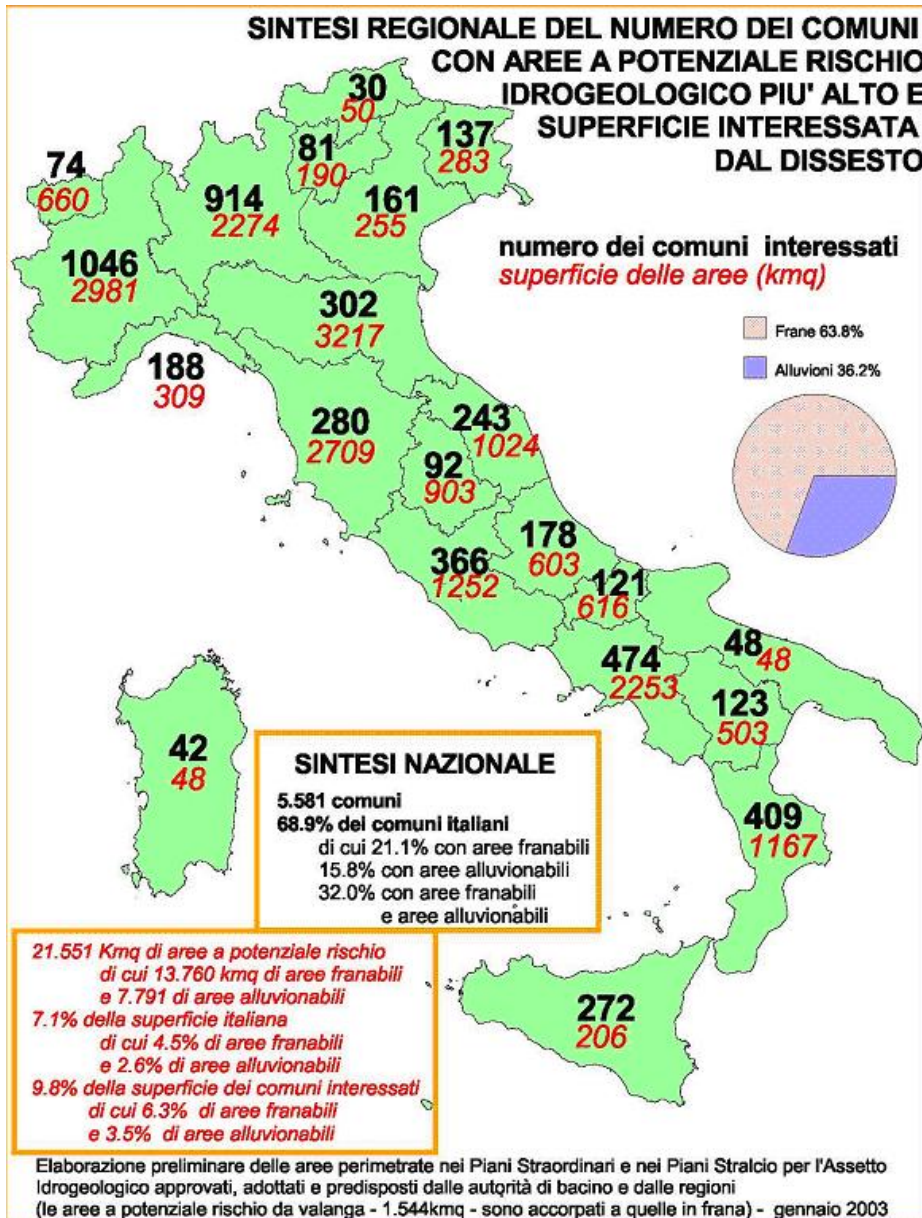 SINTESI REGIONALE DEL NUMERO DEI COMUNI
CON AREE A POTENZIALE RISCHIO
IDROGEOLOGICO PIU' ALTO E
SUPERFICIE INTERESSATA
DAL DISSESTO
30
50
137
283
81
190
74
660
914
2274
161
255
numero dei comuni interessati
superficie delle aree (kmq)
1046
2981
302
3217
Frane 63.8%
Alluvioni 36.2%
188
309
280
2709
243
1024
92
903
178
603
366
1252
121
616
48
48
474
2253
123
503
42
48
409
1167
272
206
SINTESI NAZIONALE
5.581 comuni
68.9% dei comuni italiani
di cui 21.1% con aree franabili
15.8% con aree alluvionabili
32.0% con aree franabili
e aree alluvionabili
21.551 Kmq di aree a potenziale rischio
di cui 13.760 kmq di aree franabili
e 7.791 di aree alluvionabili
7.1% della superficie italiana
di cui 4.5% di aree franabili
e 2.6% di aree alluvionabili
9.8% della superficie dei comuni interessati
di cui 6.3% di aree franabili
e 3.5% di aree alluvionabili
Elaborazione preliminare delle aree perimetrate nei Piani Straordinari e nei Piani Stralcio per l'Assetto
Idrogeologico approvati, adottati e predisposti dalle autorità di bacino e dalle regioni
(le aree a potenziale rischio da valanga - 1.544kmq - sono accorpati a quelle in frana) - gennaio 2003